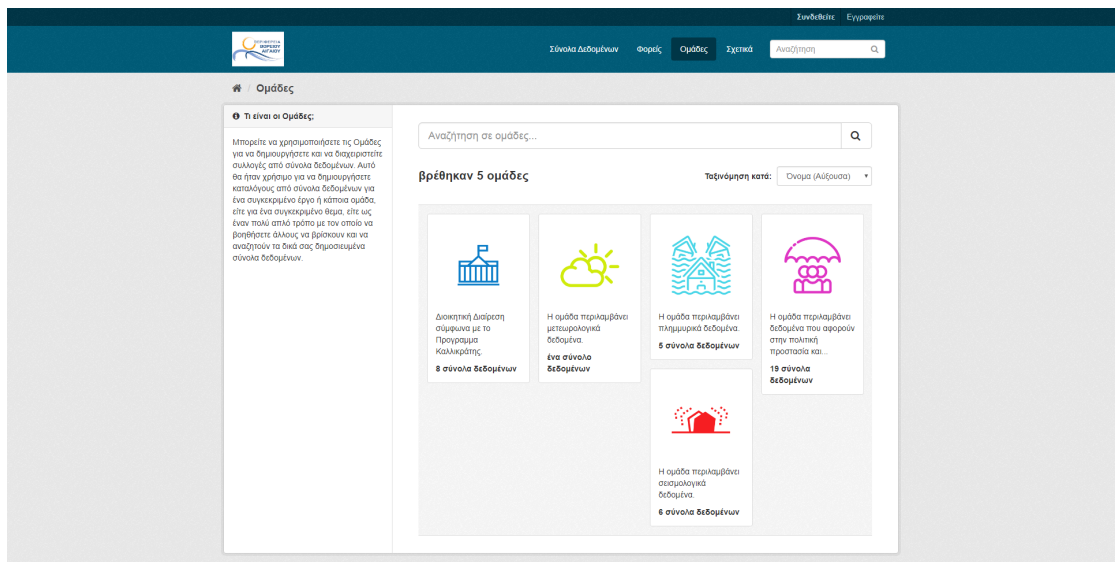 Συνδεθείτε Εγγραφείτε
ΠΕΡΙΦΕΡΕΙΑ
ΒΟΡΕΙΟΥ
ΑΙΓΑΙΟΥ
Σύνολα Δεδομένων Φορείς Ομάδες Σχετικά Αναζήτηση
/ Ομάδες
Τι είναι οι Ομάδες;
Μπορείτε να χρησιμοποιήσετε τις Ομάδες
για να δημιουργήσετε και να διαχειριστείτε
συλλογές από σύνολα δεδομένων. Αυτό
θα ήταν χρήσιμο για να δημιουργήσετε
καταλόγους από σύνολα δεδομένων για
ένα συγκεκριμένο έργο ή κάποια ομάδα,
είτε για ένα συγκεκριμένο θεμα, είτε ως
έναν πολύ απλό τρόπο με τον οποίο να
βοηθήσετε άλλους να βρίσκουν και να
αναζητούν τα δικά σας δημοσιευμένα
σύνολα δεδομένων.
Αναζήτηση σε ομάδες...
βρέθηκαν 5 ομάδες
Ταξινόμηση κατά: Όνομα (Αύξουσα)
Διοικητική Διαίρεση
σύμφωνα με το
Προγραμμα
Καλλικράτης.
8 σύνολα δεδομένων
Η ομάδα περιλαμβάνει
μετεωρολογικά
δεδομένα.
ένα σύνολο
δεδομένων
Η ομάδα περιλαμβάνει
πλημμυρικά δεδομένα.
5 σύνολα δεδομένων
Η ομάδα περιλαμβάνει
δεδομένα που αφορούν
στην πολιτική
προστασία και...
19 σύνολα
δεδομένων
Η ομάδα περιλαμβάνει
σεισμολογικά
δεδομένα.
6 σύνολα δεδομένων